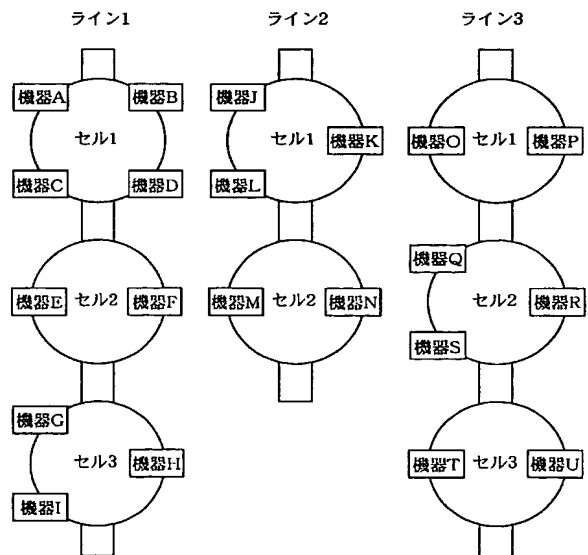 ライン1
ライン2
ライン3
機器A
機器B
セル1
機器C
機器D
機器E
セル2
機器F
機器G
セル3
機器H
機器I
機器J
セル1
機器K
機器L
機器M
セル2
機器N
機器O
セル1
機器P
機器Q
セル2
機器R
機器S
機器T
セル3
機器U